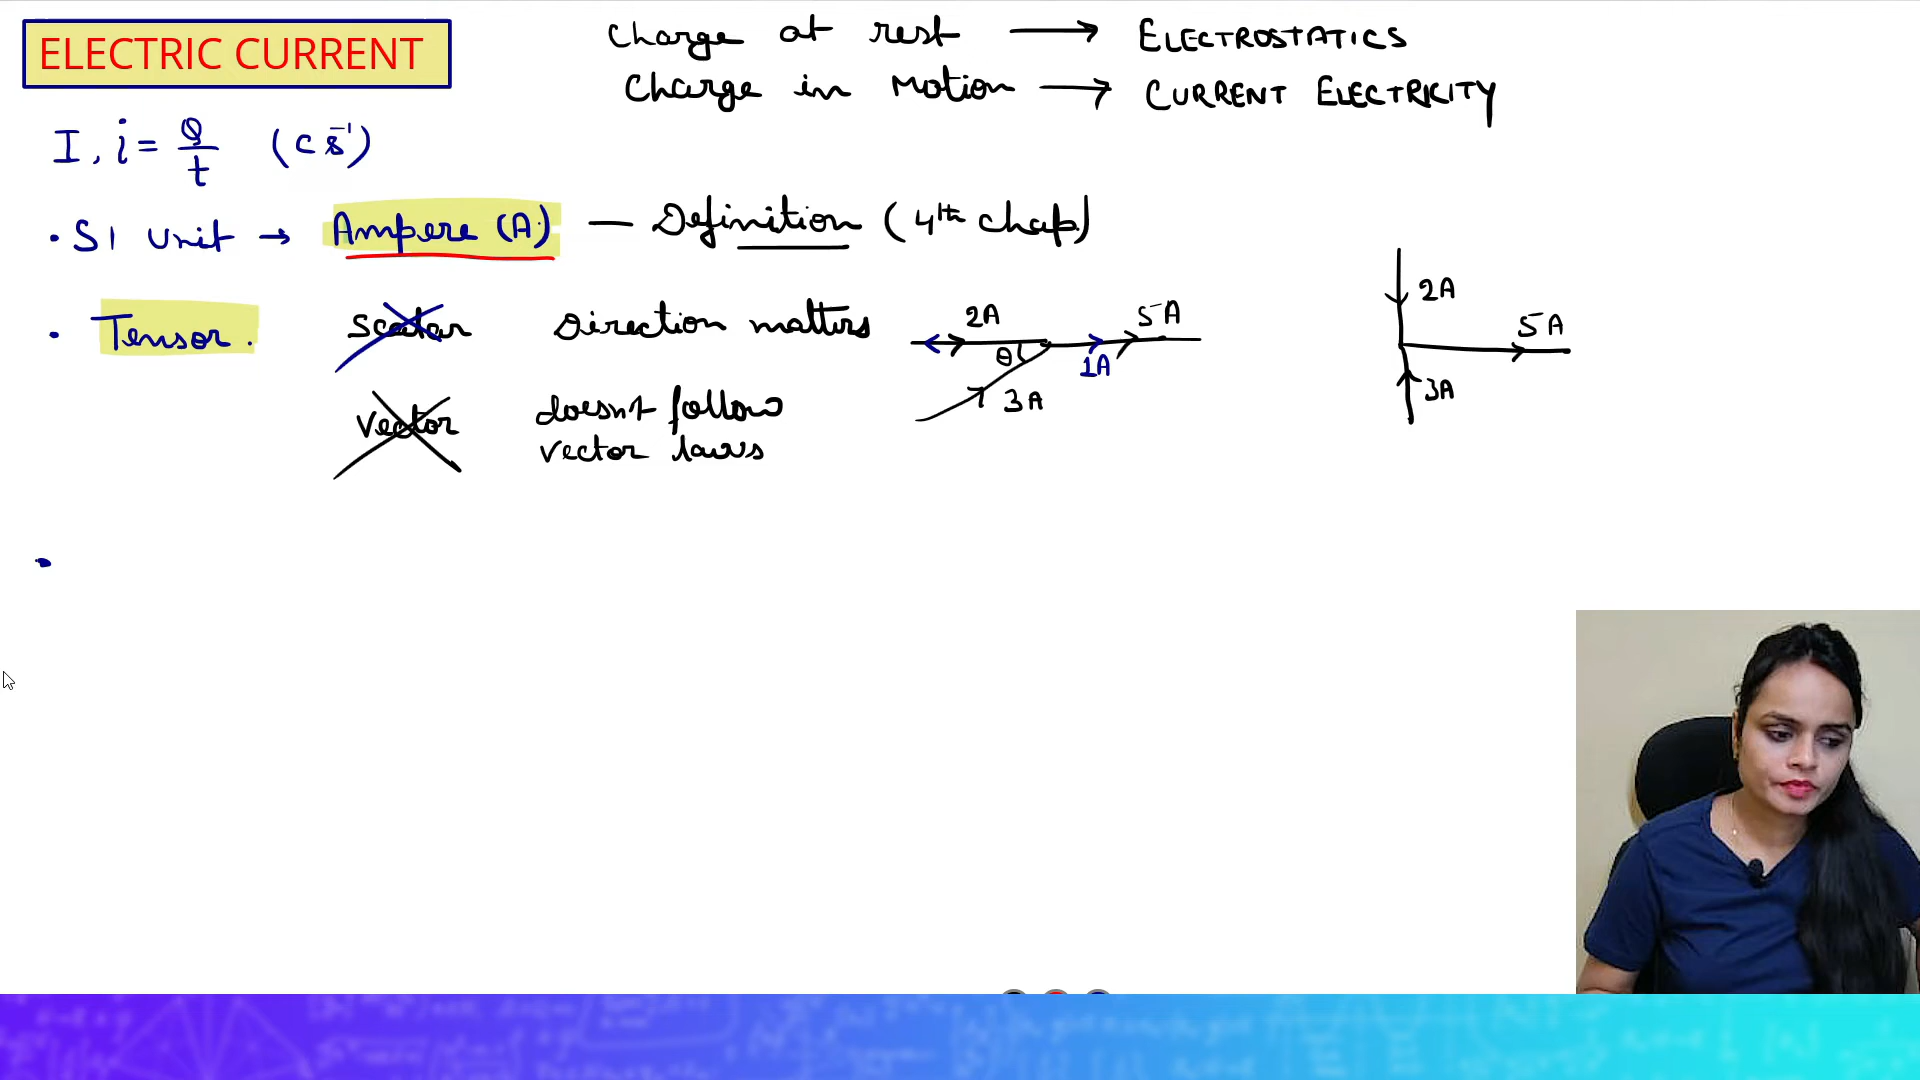 ELECTRIC CURRENT
Charge at rest → ELECTROSTATICS
Charge in Motion → CURRENT ELECTRICITY
I, i = Q/t (C s⁻¹)
• SI Unit → Ampere (A) — Definition (4th chap)
• Tensor.
Scalar Direction matters
Vector doesnt follow
vector laws
2A
5A
θ
1A
3A
2A
5A
3A